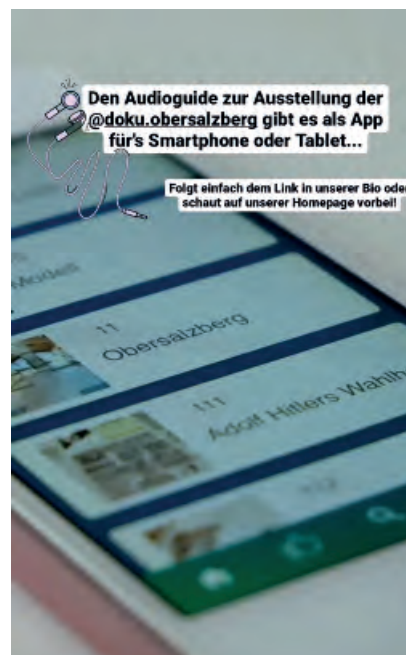 Den Audioguide zur Ausstellung der
@doku.obersalzberg gibt es als App
für's Smartphone oder Tablet...
Folgt einfach dem Link in unserer Bio oder
schaut auf unserer Homepage vorbei!
Modell
11
Obersalzberg
111
Adolf Hitlers Wahlh
112